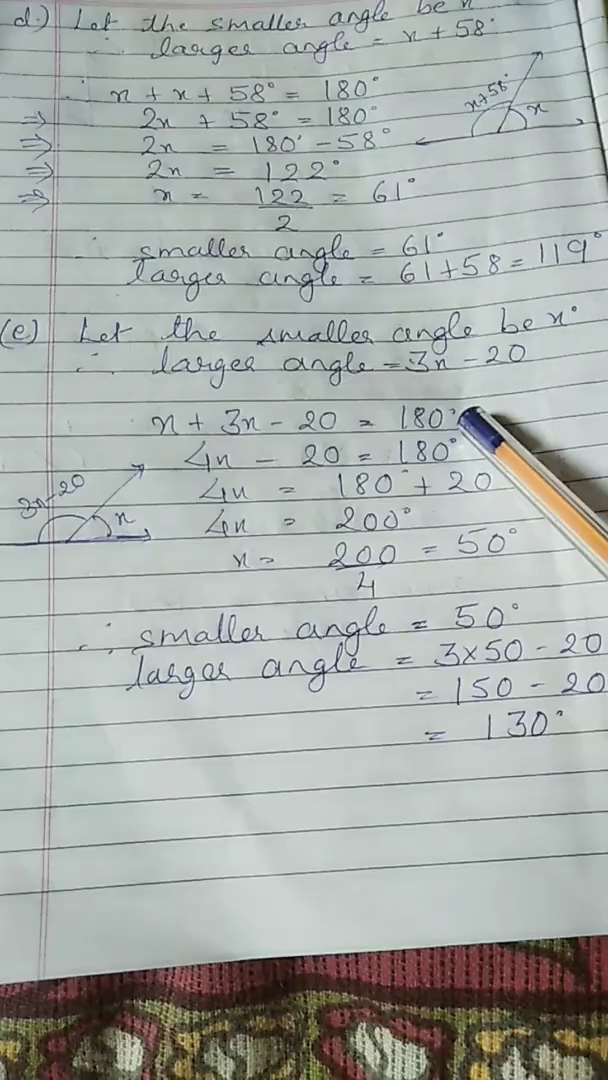 d.) Let the smaller angle be x
∴ larger angle = x + 58°
∴ x + x + 58° = 180°
⇒ 2x + 58° = 180°
⇒ 2x = 180° - 58°
⇒ 2x = 122°
⇒ x = 122/2 = 61°
x+58°
x
∴ smaller angle = 61°
larger angle = 61+58 = 119°
(e) Let the smaller angle be x°
∴ larger angle = 3x - 20
x + 3x - 20 = 180°
4x - 20 = 180°
4x = 180° + 20
4x = 200°
x = 200/4 = 50°
3x-20
x
∴ smaller angle = 50°
larger angle = 3×50 - 20
= 150 - 20
= 130°